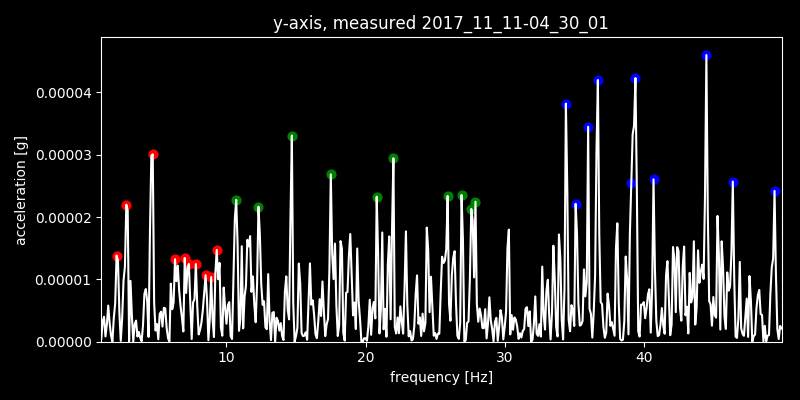 y-axis, measured 2017_11_11-04_30_01
0.00004
0.00003
0.00002
0.00001
0.00000
acceleration [g]
10 20 30 40
frequency [Hz]